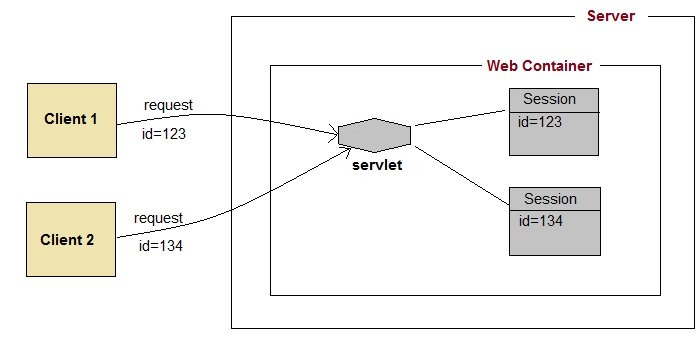 Server
Web Container
Client 1
request
id=123
servlet
Session
id=123
Client 2
request
id=134
Session
id=134